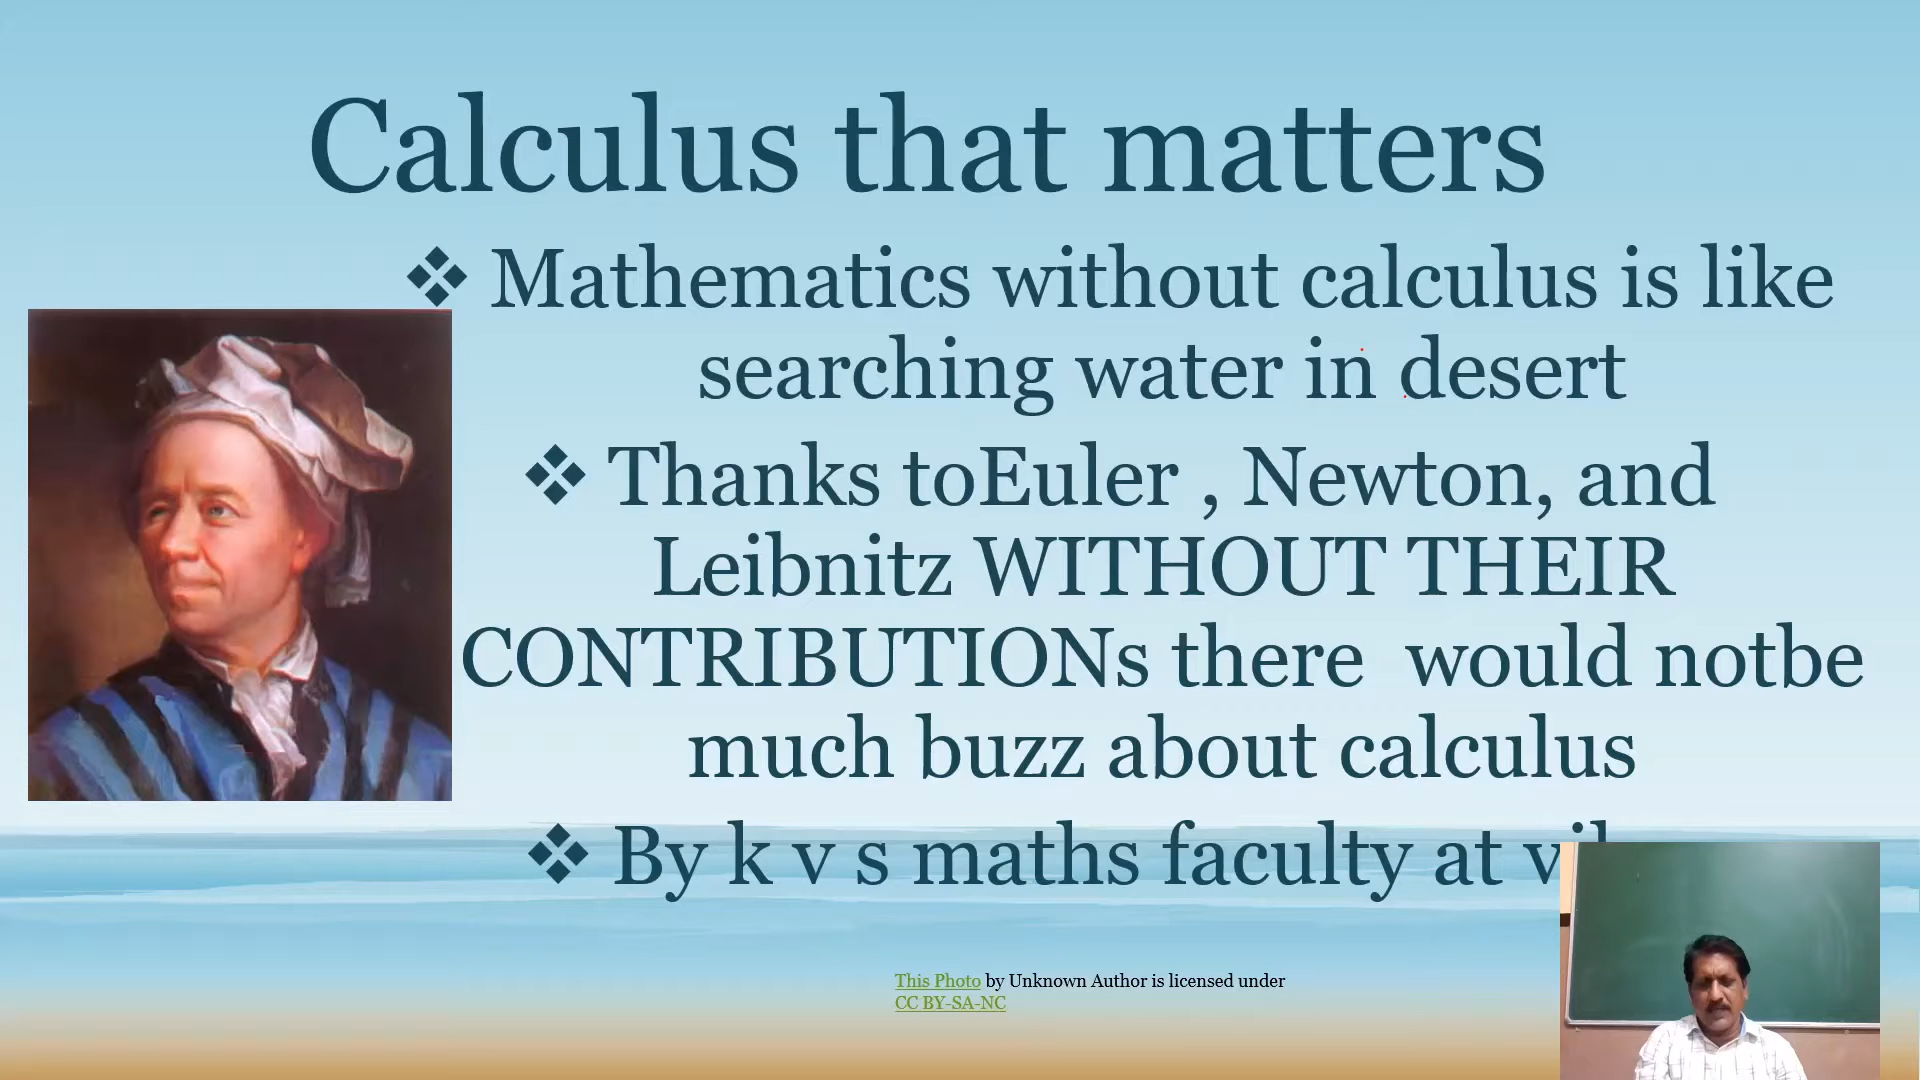 Calculus that matters
❖ Mathematics without calculus is like
searching water in desert
❖ Thanks toEuler , Newton, and
Leibnitz WITHOUT THEIR
CONTRIBUTIONs there  would notbe
much buzz about calculus
❖ By k v s maths faculty at
This Photo by Unknown Author is licensed under
CC BY-SA-NC